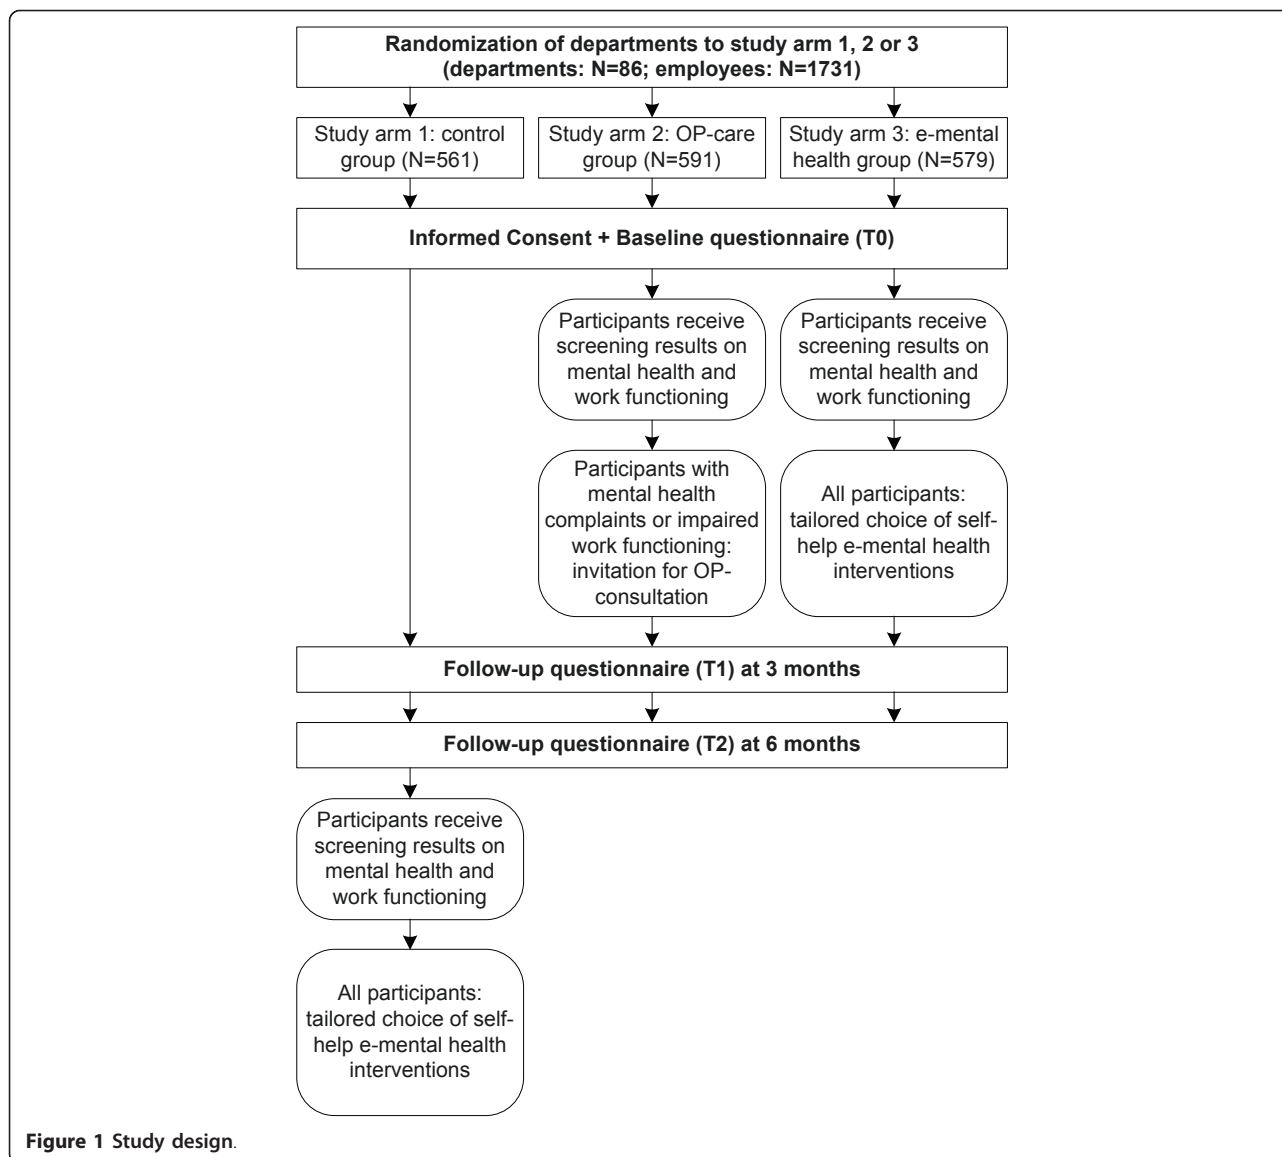 Randomization of departments to study arm 1, 2 or 3
(departments: N=86; employees: N=1731)
Study arm 1: control
group (N=561)
Study arm 2: OP-care
group (N=591)
Study arm 3: e-mental
health group (N=579)
Informed Consent + Baseline questionnaire (T0)
Participants receive
screening results on
mental health and
work functioning
Participants receive
screening results on
mental health and
work functioning
Participants with
mental health
complaints or impaired
work functioning:
invitation for OP-
consultation
All participants:
tailored choice of self-
help e-mental health
interventions
Follow-up questionnaire (T1) at 3 months
Follow-up questionnaire (T2) at 6 months
Participants receive
screening results on
mental health and
work functioning
All participants:
tailored choice of self-
help e-mental health
interventions
Figure 1 Study design.